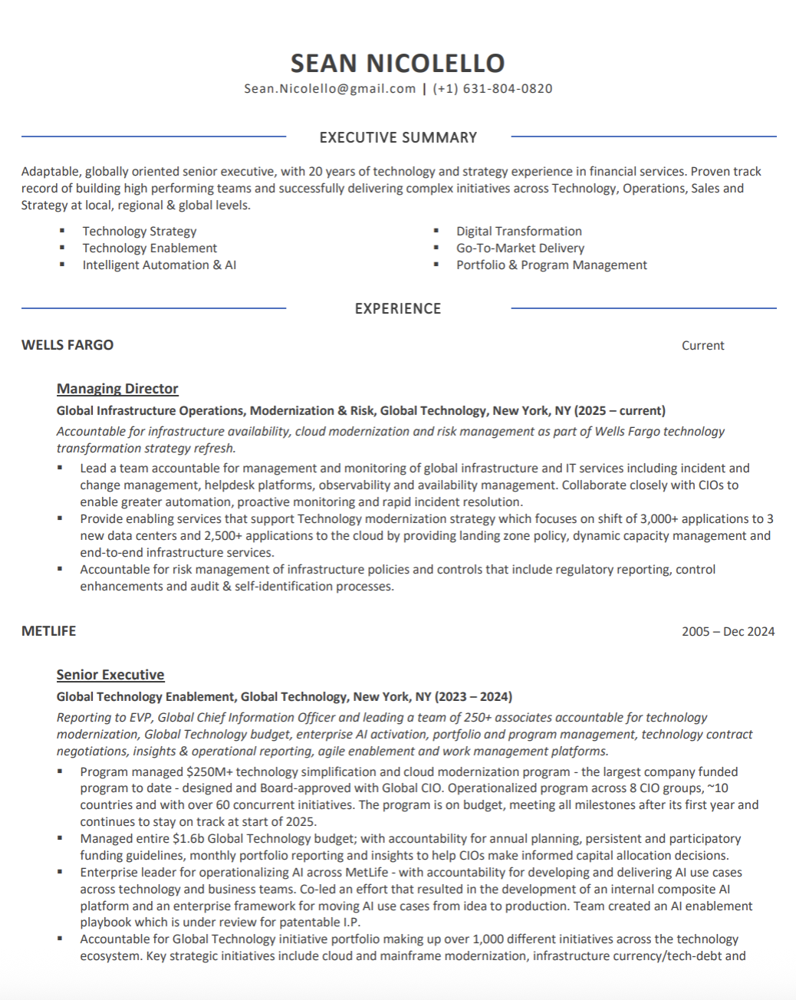 SEAN NICOLELLO
Sean.Nicolello@gmail.com | (+1) 631-804-0820
EXECUTIVE SUMMARY
Adaptable, globally oriented senior executive, with 20 years of technology and strategy experience in financial services. Proven track
record of building high performing teams and successfully delivering complex initiatives across Technology, Operations, Sales and
Strategy at local, regional & global levels.
▪ Technology Strategy
▪ Technology Enablement
▪ Intelligent Automation & AI
▪ Digital Transformation
▪ Go-To-Market Delivery
▪ Portfolio & Program Management
EXPERIENCE
WELLS FARGO Current
Managing Director
Global Infrastructure Operations, Modernization & Risk, Global Technology, New York, NY (2025 – current)
Accountable for infrastructure availability, cloud modernization and risk management as part of Wells Fargo technology
transformation strategy refresh.
▪ Lead a team accountable for management and monitoring of global infrastructure and IT services including incident and
change management, helpdesk platforms, observability and availability management. Collaborate closely with CIOs to
enable greater automation, proactive monitoring and rapid incident resolution.
▪ Provide enabling services that support Technology modernization strategy which focuses on shift of 3,000+ applications to 3
new data centers and 2,500+ applications to the cloud by providing landing zone policy, dynamic capacity management and
end-to-end infrastructure services.
▪ Accountable for risk management of infrastructure policies and controls that include regulatory reporting, control
enhancements and audit & self-identification processes.
METLIFE 2005 – Dec 2024
Senior Executive
Global Technology Enablement, Global Technology, New York, NY (2023 – 2024)
Reporting to EVP, Global Chief Information Officer and leading a team of 250+ associates accountable for technology
modernization, Global Technology budget, enterprise AI activation, portfolio and program management, technology contract
negotiations, insights & operational reporting, agile enablement and work management platforms.
▪ Program managed $250M+ technology simplification and cloud modernization program - the largest company funded
program to date - designed and Board-approved with Global CIO. Operationalized program across 8 CIO groups, ~10
countries and with over 60 concurrent initiatives. The program is on budget, meeting all milestones after its first year and
continues to stay on track at start of 2025.
▪ Managed entire $1.6b Global Technology budget; with accountability for annual planning, persistent and participatory
funding guidelines, monthly portfolio reporting and insights to help CIOs make informed capital allocation decisions.
▪ Enterprise leader for operationalizing AI across MetLife - with accountability for developing and delivering AI use cases
across technology and business teams. Co-led an effort that resulted in the development of an internal composite AI
platform and an enterprise framework for moving AI use cases from idea to production. Team created an AI enablement
playbook which is under review for patentable I.P.
▪ Accountable for Global Technology initiative portfolio making up over 1,000 different initiatives across the technology
ecosystem. Key strategic initiatives include cloud and mainframe modernization, infrastructure currency/tech-debt and